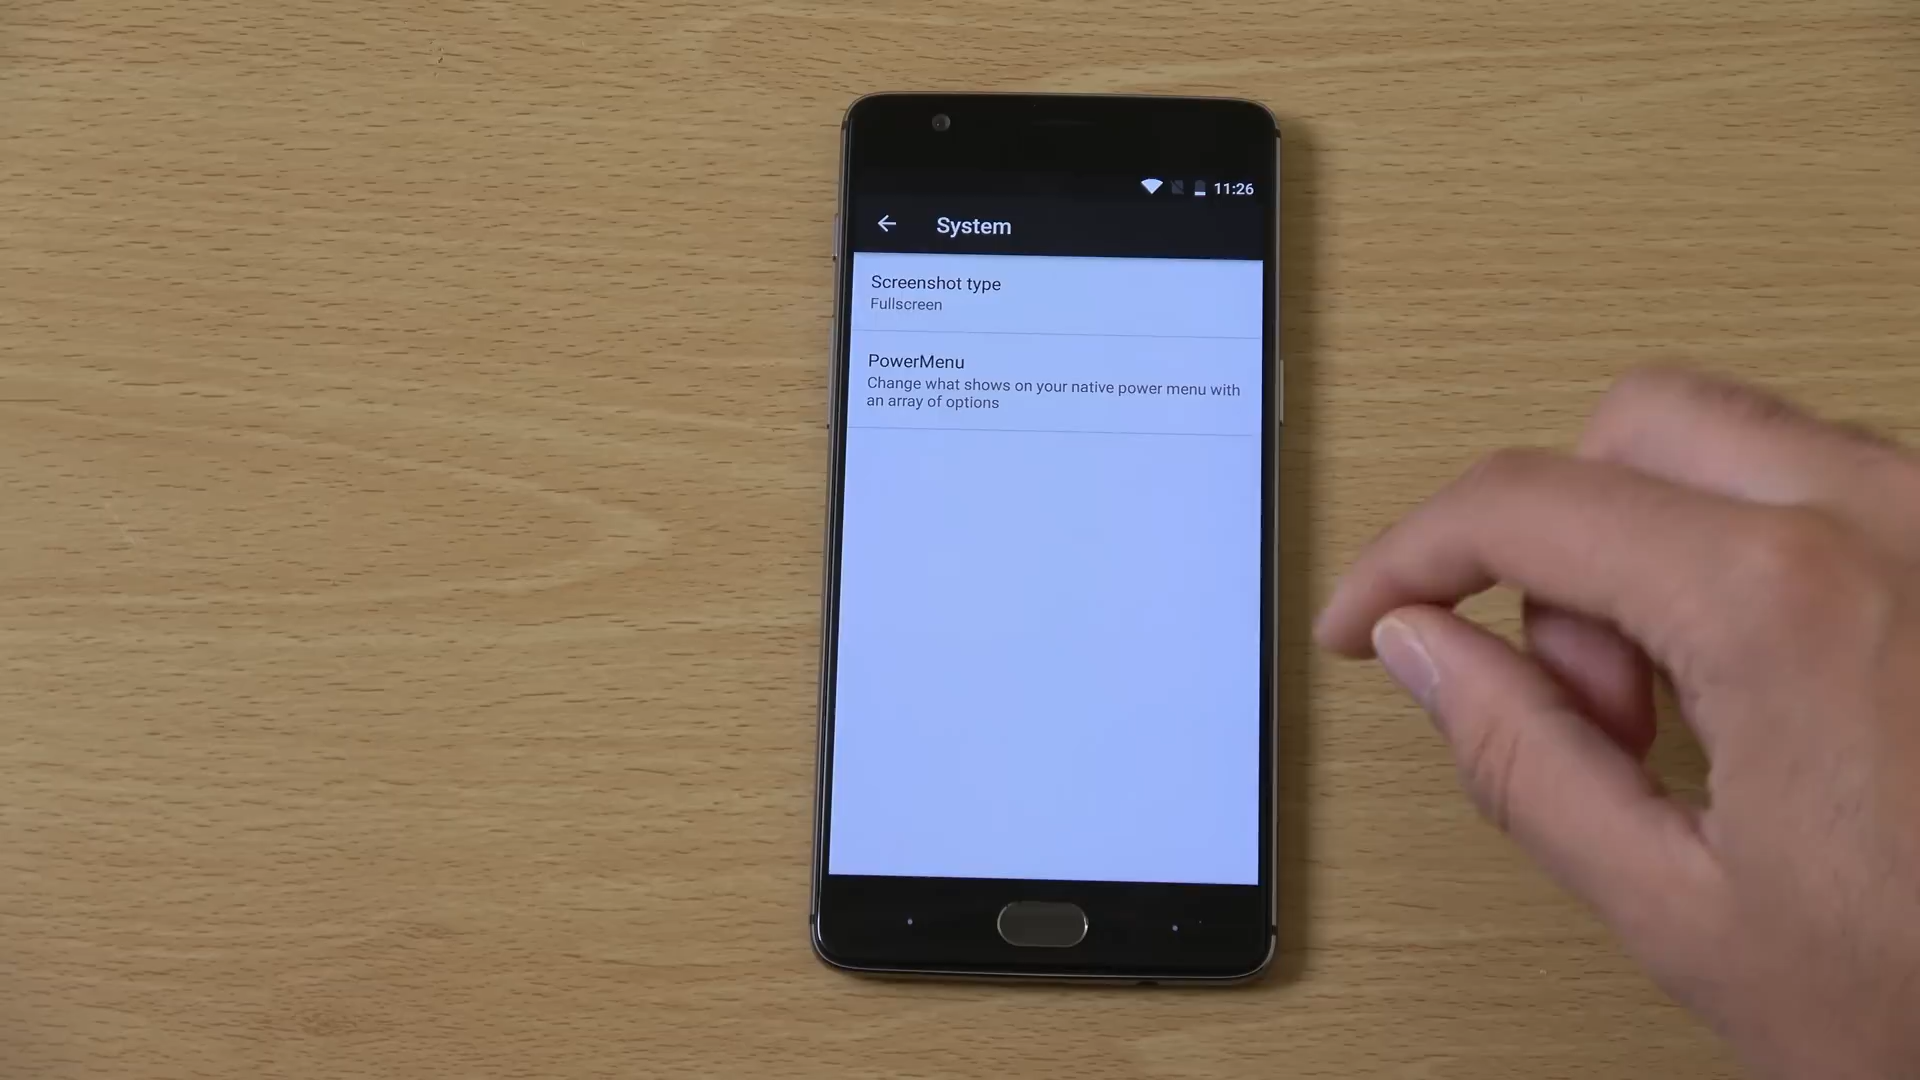 11:26
System
Screenshot type
Fullscreen
PowerMenu
Change what shows on your native power menu with
an array of options